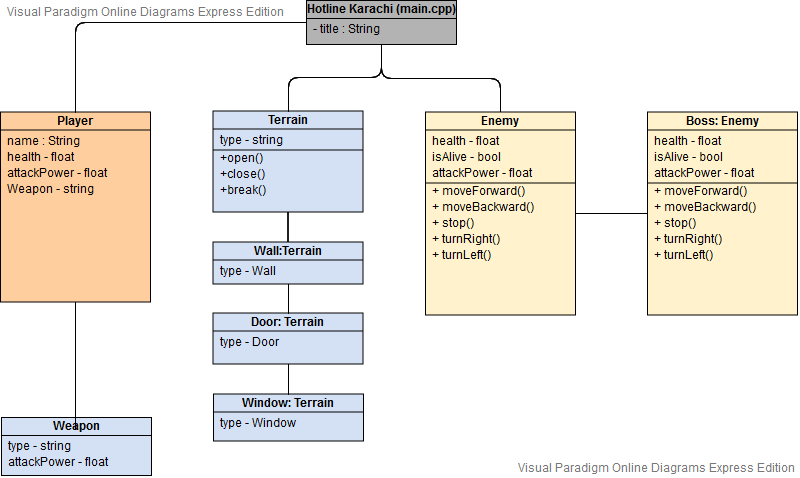 Visual Paradigm Online Diagrams Express Edition
Hotline Karachi (main.cpp)
- title : String
Player
name : String
health - float
attackPower - float
Weapon - string
Terrain
type - string
+open()
+close()
+break()
Enemy
health - float
isAlive - bool
attackPower - float
+ moveForward()
+ moveBackward()
+ stop()
+ turnRight()
+ turnLeft()
Boss: Enemy
health - float
isAlive - bool
attackPower - float
+ moveForward()
+ moveBackward()
+ stop()
+ turnRight()
+ turnLeft()
Wall:Terrain
type - Wall
Door: Terrain
type - Door
Window: Terrain
type - Window
Weapon
type - string
attackPower - float
Visual Paradigm Online Diagrams Express Edition